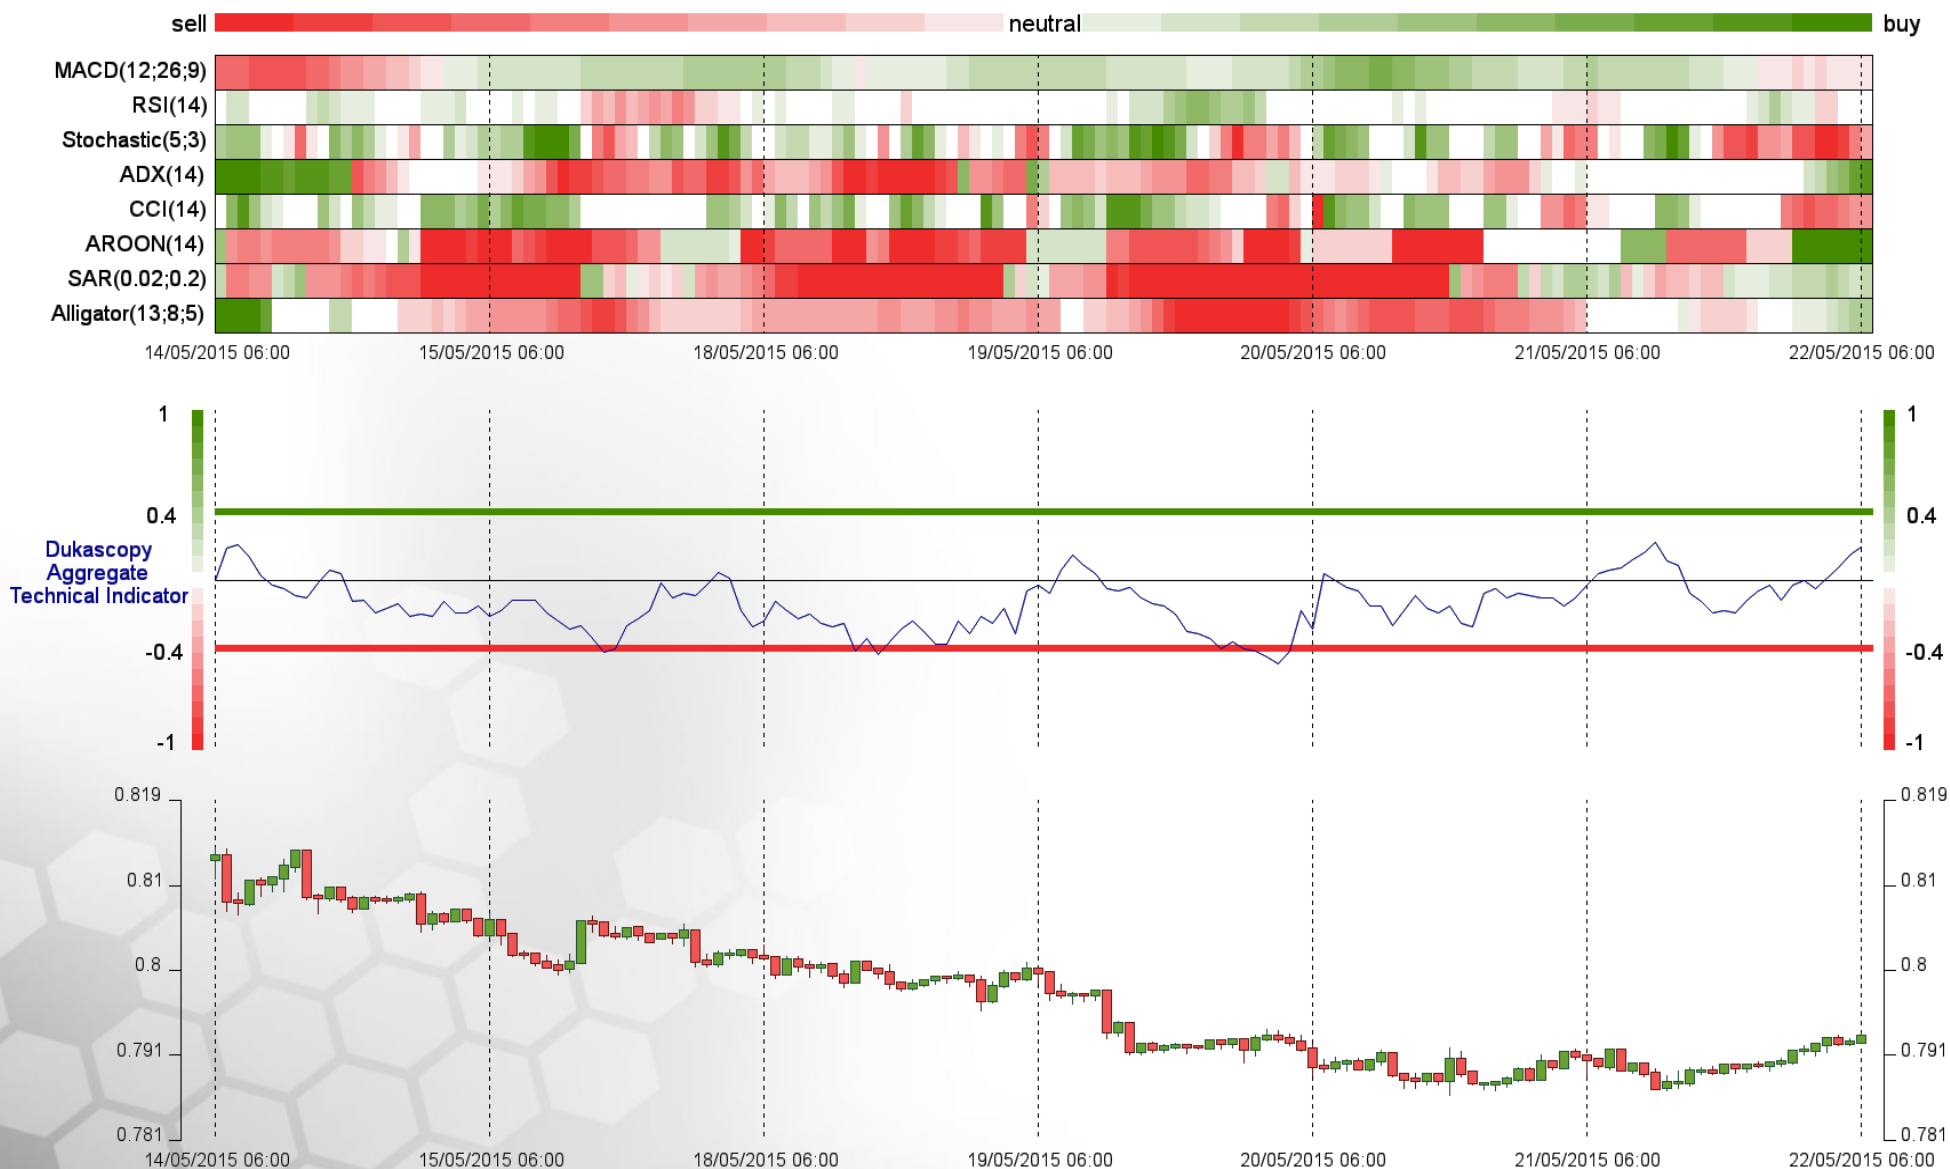 sell neutral buy
MACD(12;26;9)
RSI(14)
Stochastic(5;3)
ADX(14)
CCI(14)
AROON(14)
SAR(0.02;0.2)
Alligator(13;8;5)
14/05/2015 06:00 15/05/2015 06:00 18/05/2015 06:00 19/05/2015 06:00 20/05/2015 06:00 21/05/2015 06:00 22/05/2015 06:00
1 1
0.4 0.4
Dukascopy
Aggregate
Technical Indicator
-0.4 -0.4
-1 -1
0.819 0.819
0.81 0.81
0.8 0.8
0.791 0.791
0.781 0.781
14/05/2015 06:00 15/05/2015 06:00 18/05/2015 06:00 19/05/2015 06:00 20/05/2015 06:00 21/05/2015 06:00 22/05/2015 06:00